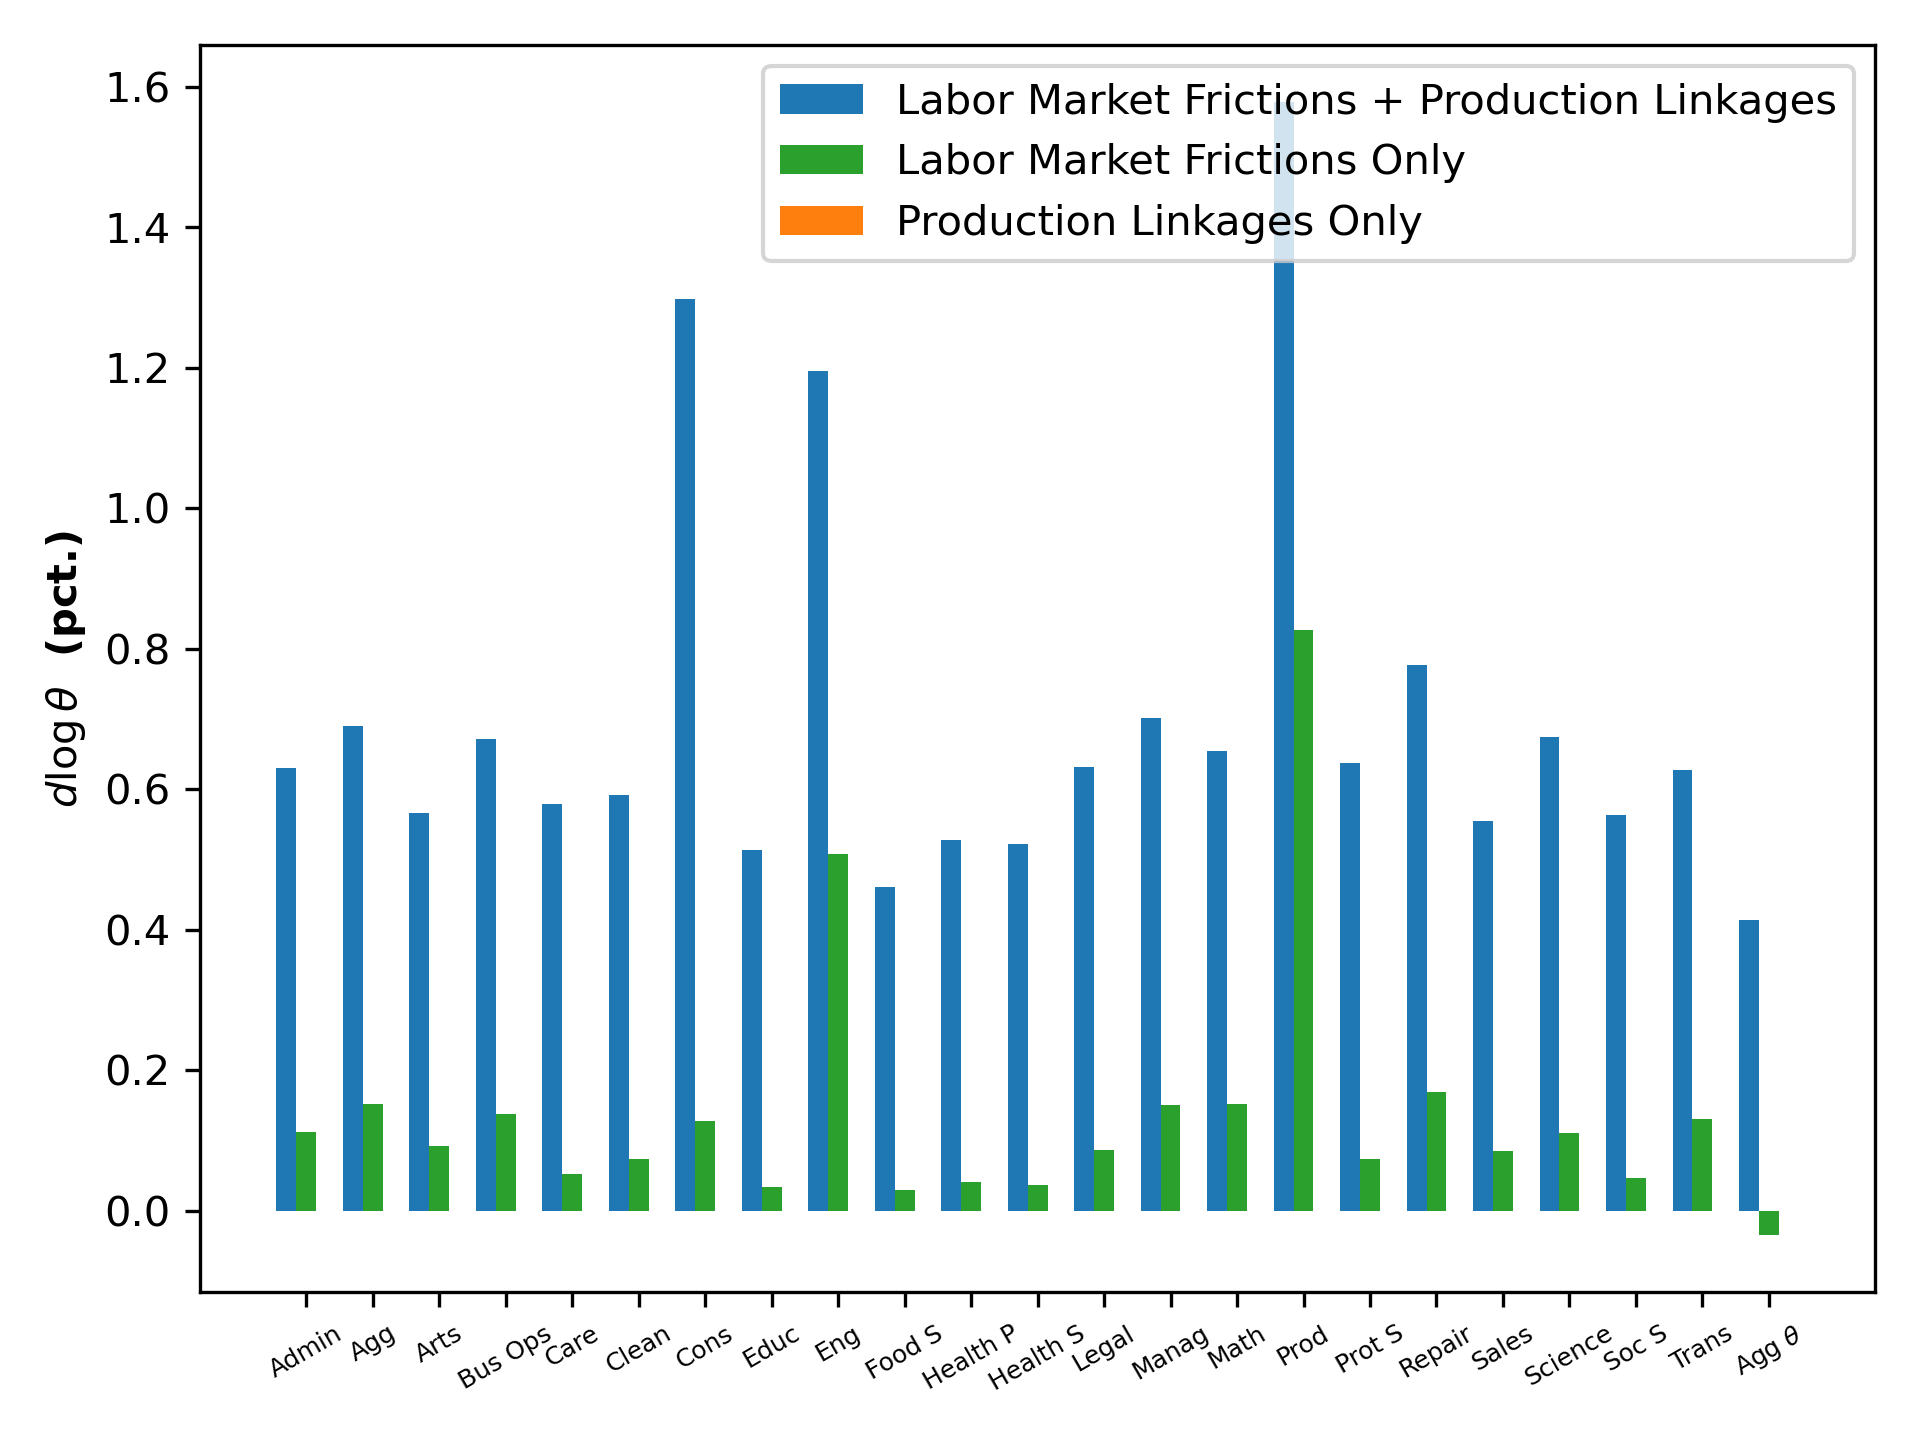 Labor Market Frictions + Production Linkages
Labor Market Frictions Only
Production Linkages Only
1.6
1.4
1.2
1.0
0.8
0.6
0.4
0.2
0.0
d log θ (pct.)
Admin
Agg
Arts
Bus Ops
Care
Clean
Cons
Educ
Eng
Food S
Health P
Health S
Legal
Manag
Math
Prod
Prot S
Repair
Sales
Science
Soc S
Trans
Agg θ